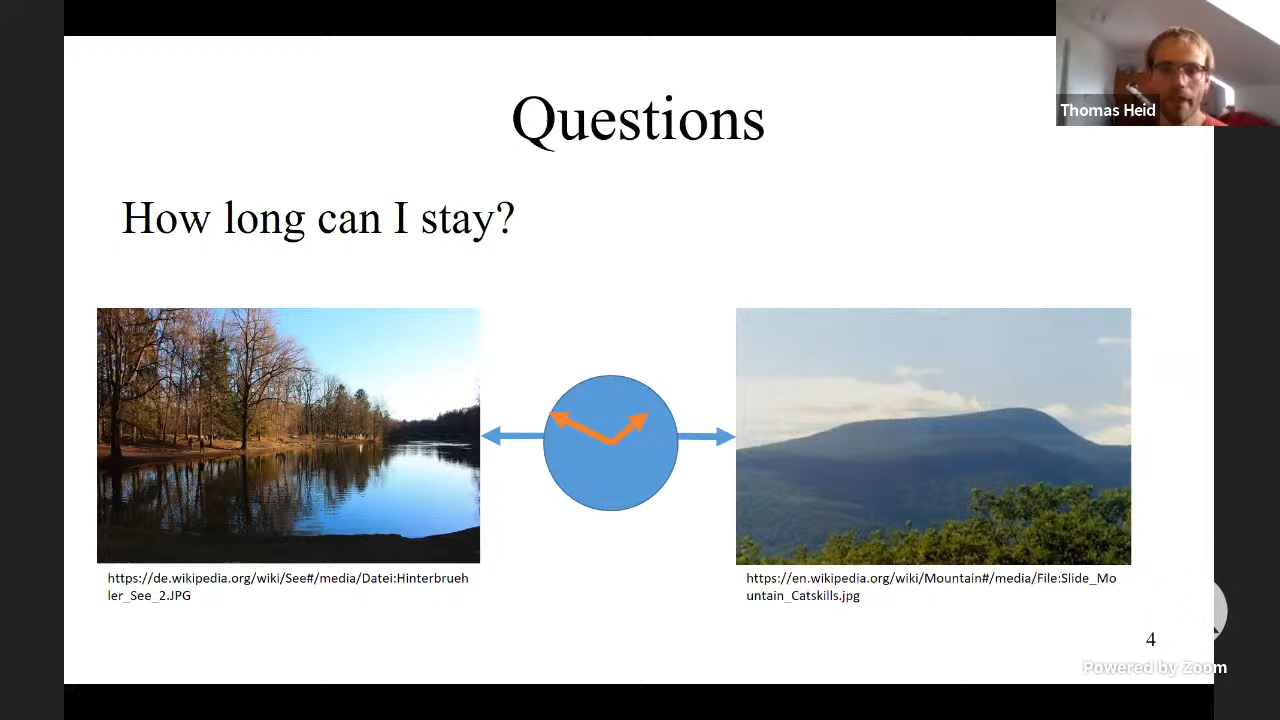 Questions
Thomas Heid
How long can I stay?
https://de.wikipedia.org/wiki/See#/media/Datei:Hinterbrueh
ler_See_2.JPG
https://en.wikipedia.org/wiki/Mountain#/media/File:Slide_Mo
untain_Catskills.jpg
4
Powered by Zoom